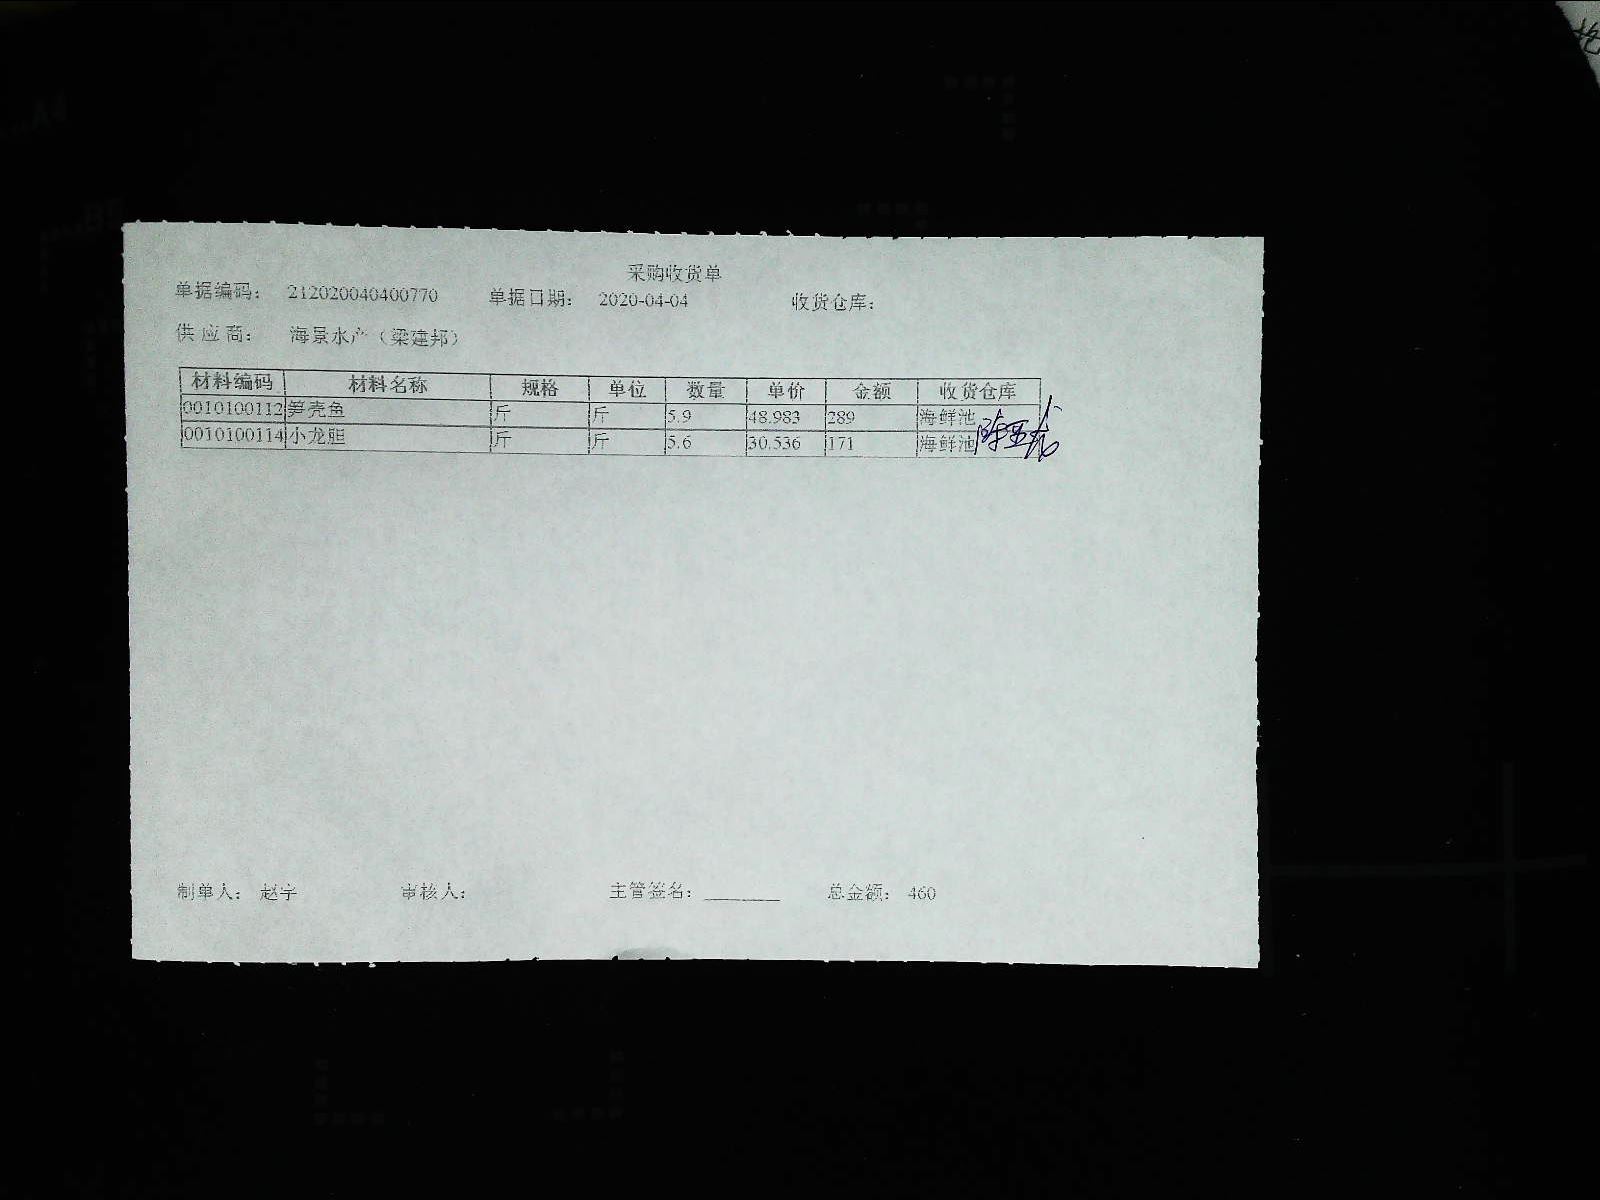 采购收货单
单据编码： 212020040400770 单据日期： 2020-04-04 收货仓库：
供应商： 海景水产（梁建邦）
材料编码 材料名称 规格 单位 数量 单价 金额 收货仓库
0010100112 笋壳鱼 斤 斤 5.9 48.983 289 海鲜池
0010100114 小龙胆 斤 斤 5.6 30.536 171 海鲜池
制单人： 赵宇 审核人： 主管签名： ________ 总金额： 460